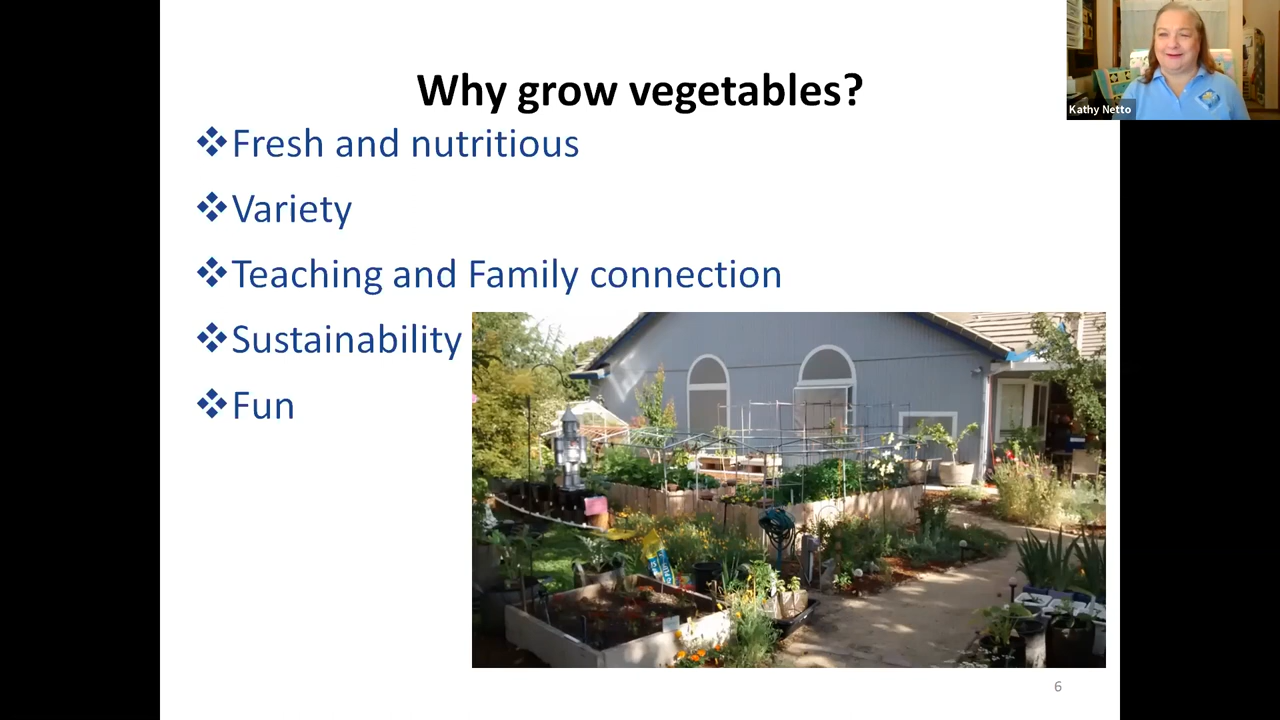 Why grow vegetables?
Kathy Netto
❖Fresh and nutritious
❖Variety
❖Teaching and Family connection
❖Sustainability
❖Fun
6